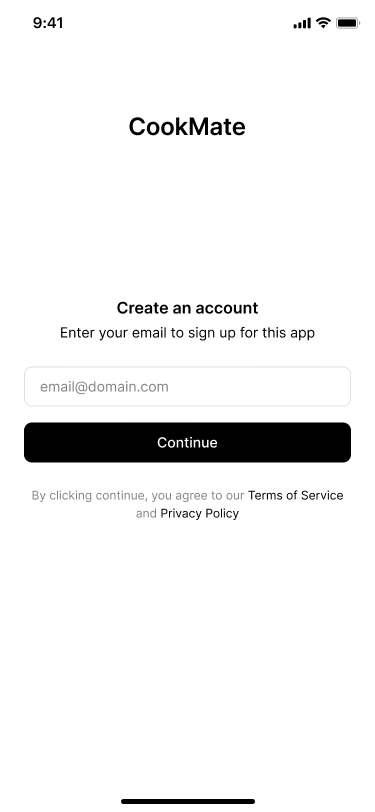 9:41
CookMate
Create an account
Enter your email to sign up for this app
email@domain.com
Continue
By clicking continue, you agree to our Terms of Service
and Privacy Policy